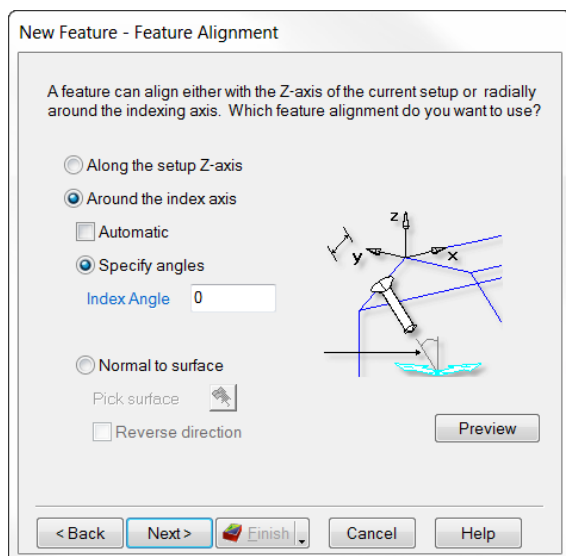 New Feature - Feature Alignment
A feature can align either with the Z-axis of the current setup or radially
around the indexing axis. Which feature alignment do you want to use?
Along the setup Z-axis
Around the index axis
Automatic
Specify angles
Index Angle 0
Normal to surface
Pick surface
Reverse direction
z
y x
Preview
< Back Next > Finish Cancel Help